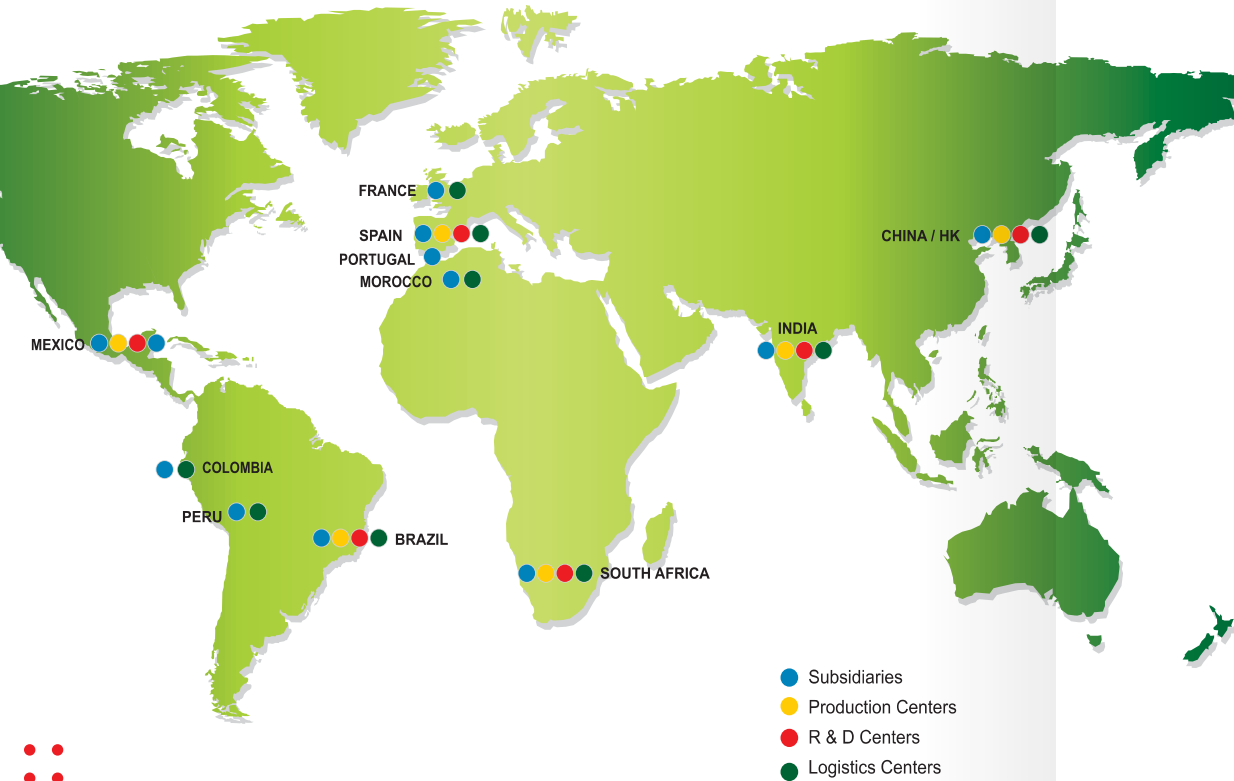 FRANCE
SPAIN
CHINA / HK
PORTUGAL
MOROCCO
INDIA
MEXICO
COLOMBIA
PERU
BRAZIL
SOUTH AFRICA
Subsidiaries
Production Centers
R & D Centers
Logistics Centers